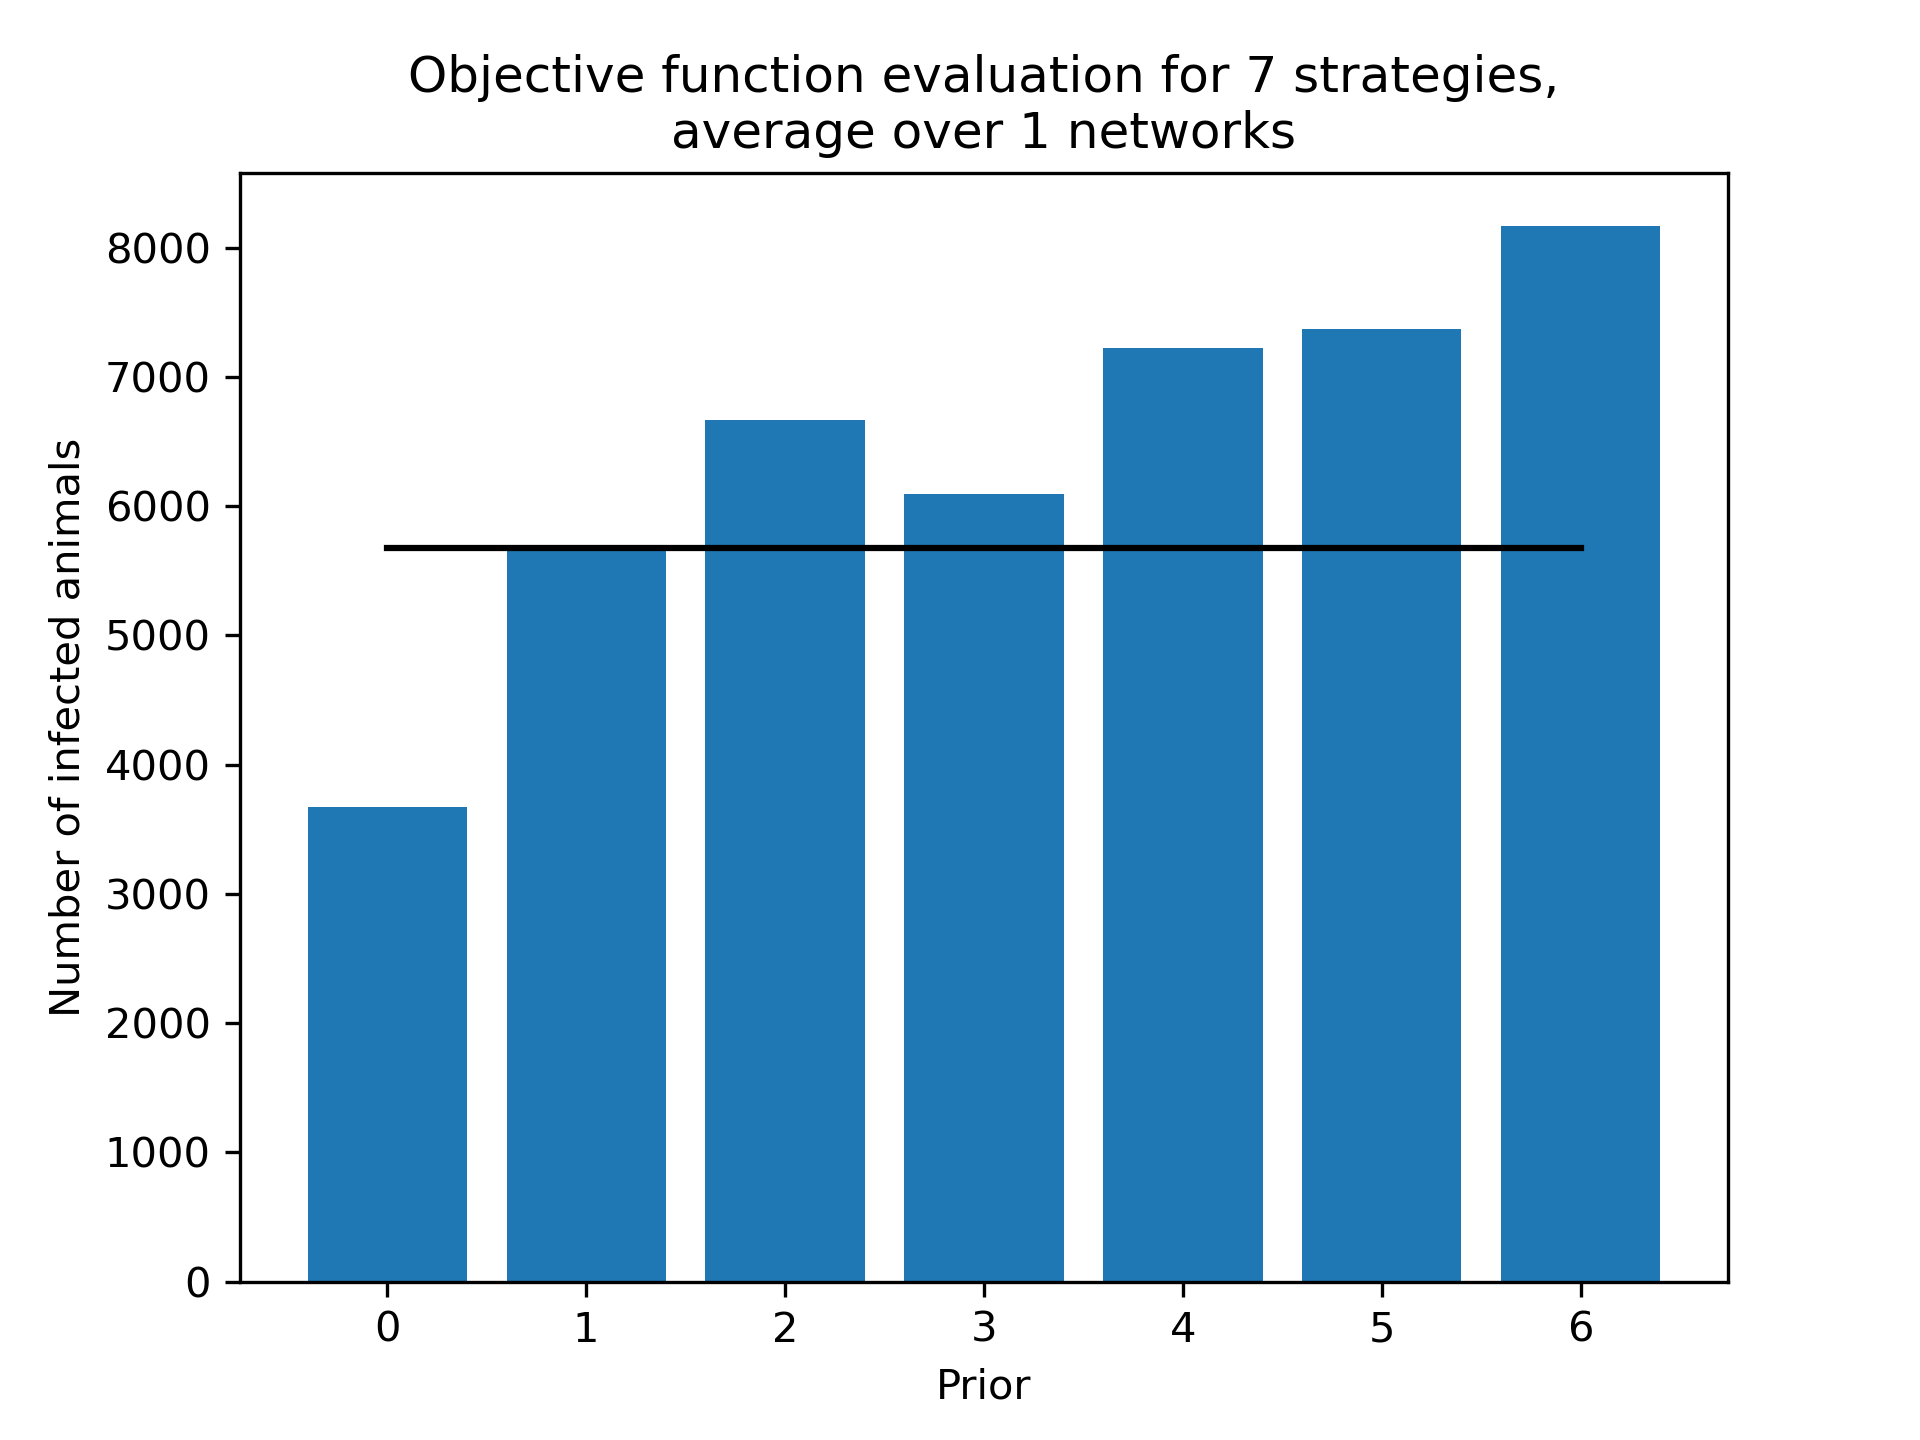 Objective function evaluation for 7 strategies,
average over 1 networks
Number of infected animals
8000
7000
6000
5000
4000
3000
2000
1000
0
0 1 2 3 4 5 6
Prior